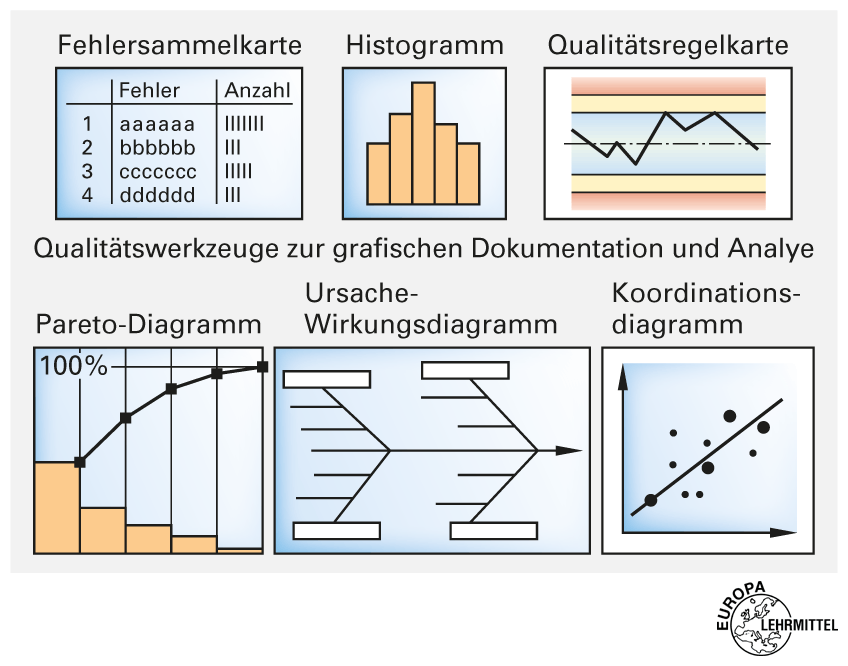 Fehlersammelkarte
Fehler Anzahl
1 aaaaaa IIIIIII
2 bbbbbb III
3 ccccccc IIIII
4 dddddd III
Histogramm
Qualitätsregelkarte
Qualitätswerkzeuge zur grafischen Dokumentation und Analye
Pareto-Diagramm
100%
Ursache-
Wirkungsdiagramm
Koordinations-
diagramm
EUROPA
LEHRMITTEL